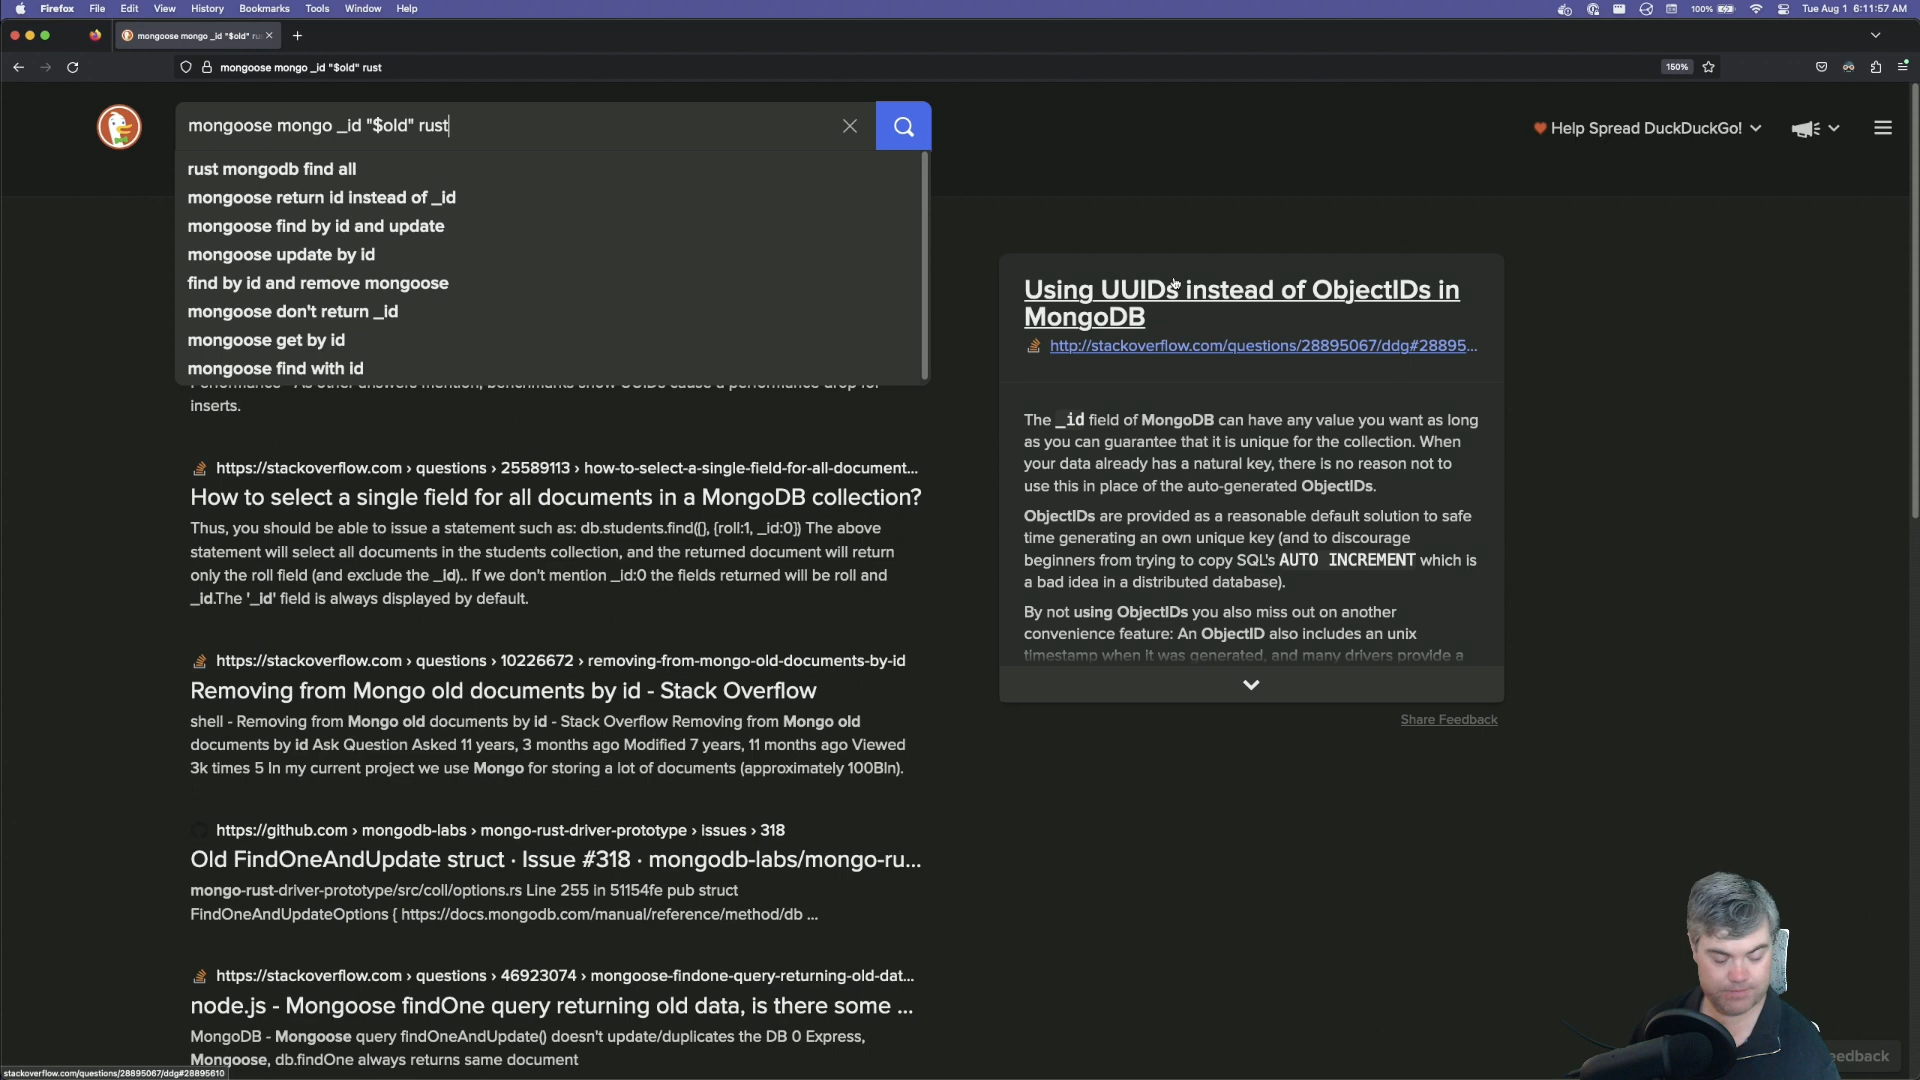 Firefox File Edit View History Bookmarks Tools Window Help 100% Tue Aug 1 6:11:57 AM
mongoose mongo _id "$old" ru
mongoose mongo _id "$old" rust 150%
mongoose mongo _id "$old" rust
Help Spread DuckDuckGo!
rust mongodb find all
mongoose return id instead of _id
mongoose find by id and update
mongoose update by id
find by id and remove mongoose
mongoose don't return _id
mongoose get by id
mongoose find with id
inserts.
https://stackoverflow.com › questions › 25589113 › how-to-select-a-single-field-for-all-document...
How to select a single field for all documents in a MongoDB collection?
Thus, you should be able to issue a statement such as: db.students.find({}, {roll:1, _id:0}) The above
statement will select all documents in the students collection, and the returned document will return
only the roll field (and exclude the _id).. If we don't mention _id:0 the fields returned will be roll and
_id.The '_id' field is always displayed by default.
https://stackoverflow.com › questions › 10226672 › removing-from-mongo-old-documents-by-id
Removing from Mongo old documents by id - Stack Overflow
shell - Removing from Mongo old documents by id - Stack Overflow Removing from Mongo old
documents by id Ask Question Asked 11 years, 3 months ago Modified 7 years, 11 months ago Viewed
3k times 5 In my current project we use Mongo for storing a lot of documents (approximately 100Bln).
https://github.com › mongodb-labs › mongo-rust-driver-prototype › issues › 318
Old FindOneAndUpdate struct · Issue #318 · mongodb-labs/mongo-ru...
mongo-rust-driver-prototype/src/coll/options.rs Line 255 in 51154fe pub struct
FindOneAndUpdateOptions { https://docs.mongodb.com/manual/reference/method/db ...
https://stackoverflow.com › questions › 46923074 › mongoose-findone-query-returning-old-dat...
node.js - Mongoose findOne query returning old data, is there some ...
MongoDB - Mongoose query findOneAndUpdate() doesn't update/duplicates the DB 0 Express,
Mongoose, db.findOne always returns same document
Using UUIDs instead of ObjectIDs in
MongoDB
http://stackoverflow.com/questions/28895067/ddg#28895...
The _id field of MongoDB can have any value you want as long
as you can guarantee that it is unique for the collection. When
your data already has a natural key, there is no reason not to
use this in place of the auto-generated ObjectIDs.
ObjectIDs are provided as a reasonable default solution to safe
time generating an own unique key (and to discourage
beginners from trying to copy SQL's AUTO INCREMENT which is
a bad idea in a distributed database).
By not using ObjectIDs you also miss out on another
convenience feature: An ObjectID also includes an unix
timestamp when it was generated, and many drivers provide a
Share Feedback
eedback
stackoverflow.com/questions/28895067/ddg#28895610